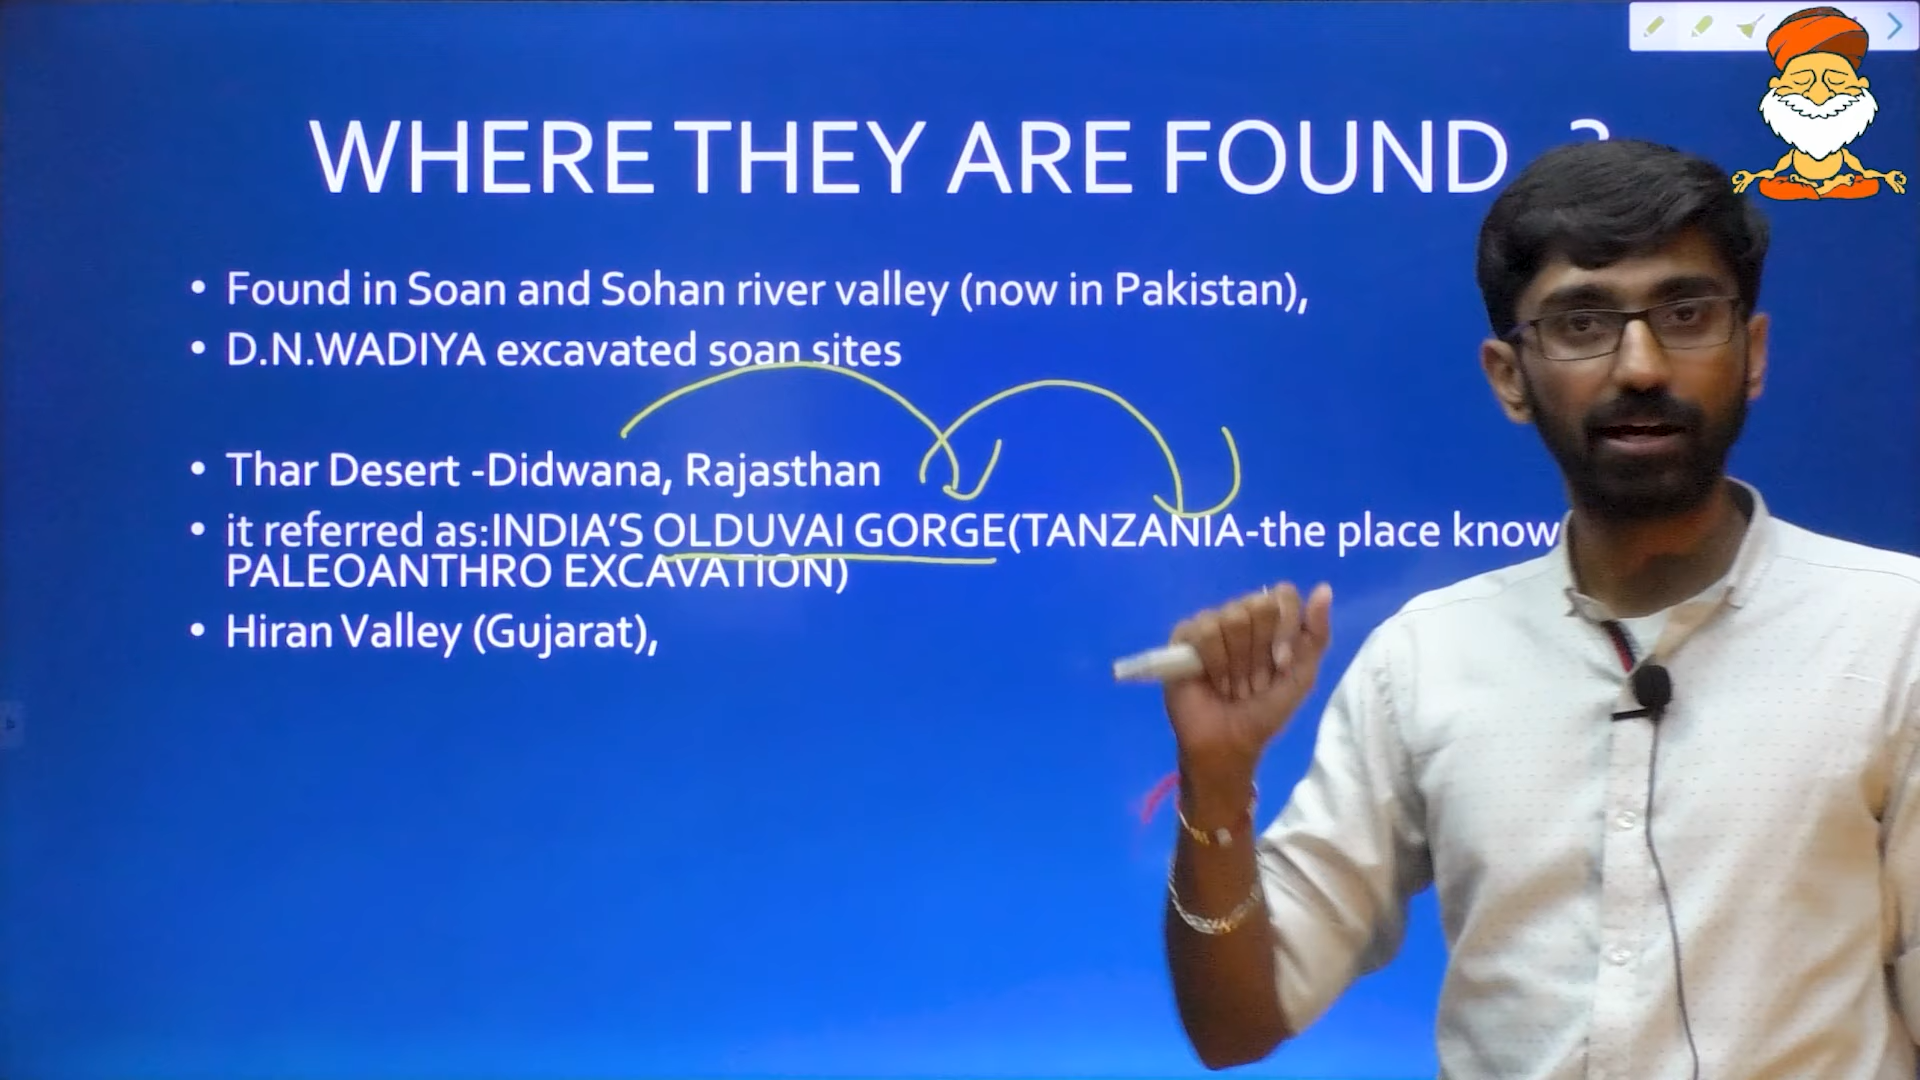 WHERE THEY ARE FOUND ?
• Found in Soan and Sohan river valley (now in Pakistan),
• D.N.WADIYA excavated soan sites
• Thar Desert -Didwana, Rajasthan
• it referred as:INDIA'S OLDUVAI GORGE(TANZANIA-the place know
PALEOANTHRO EXCAVATION)
• Hiran Valley (Gujarat),